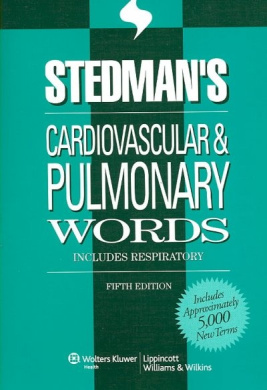 STEDMAN'S
CARDIOVASCULAR &
PULMONARY
WORDS
INCLUDES RESPIRATORY
FIFTH EDITION
Includes
Approximately
5,000
New Terms
Wolters Kluwer
Health
Lippincott
Williams & Wilkins